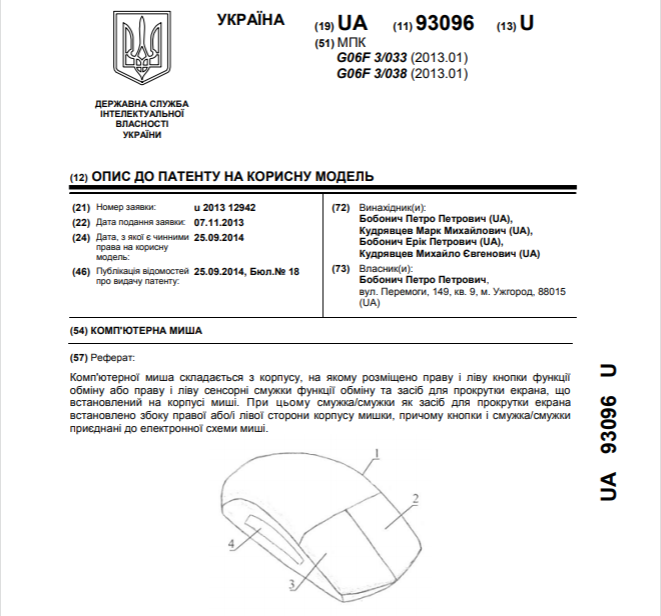 УКРАЇНА
(19) UA (11) 93096 (13) U
(51) МПК
G06F 3/033 (2013.01)
G06F 3/038 (2013.01)
ДЕРЖАВНА СЛУЖБА
ІНТЕЛЕКТУАЛЬНОЇ
ВЛАСНОСТІ
УКРАЇНИ
(12) ОПИС ДО ПАТЕНТУ НА КОРИСНУ МОДЕЛЬ
(21) Номер заявки: u 2013 12942
(22) Дата подання заявки: 07.11.2013
(24) Дата, з якої є чинними 25.09.2014
права на корисну
модель:
(46) Публікація відомостей 25.09.2014, Бюл.№ 18
про видачу патенту:
(72) Винахідник(и):
Бобонич Петро Петрович (UA),
Кудрявцев Марк Михайлович (UA),
Бобонич Ерік Петрович (UA),
Кудрявцев Михайло Євгенович (UA)
(73) Власник(и):
Бобонич Петро Петрович,
вул. Перемоги, 149, кв. 9, м. Ужгород, 88015
(UA)
(54) КОМП'ЮТЕРНА МИША
(57) Реферат:
Комп'ютерної миша складається з корпусу, на якому розміщено праву і ліву кнопки функції
обміну або праву і ліву сенсорні смужки функції обміну та засіб для прокрутки екрана, що
встановлений на корпусі миші. При цьому смужка/смужки як засіб для прокрутки екрана
встановлено збоку правої або/і лівої сторони корпусу мишки, причому кнопки і смужка/смужки
приєднані до електронної схеми миші.
1
2
4
3
UA 93096 U